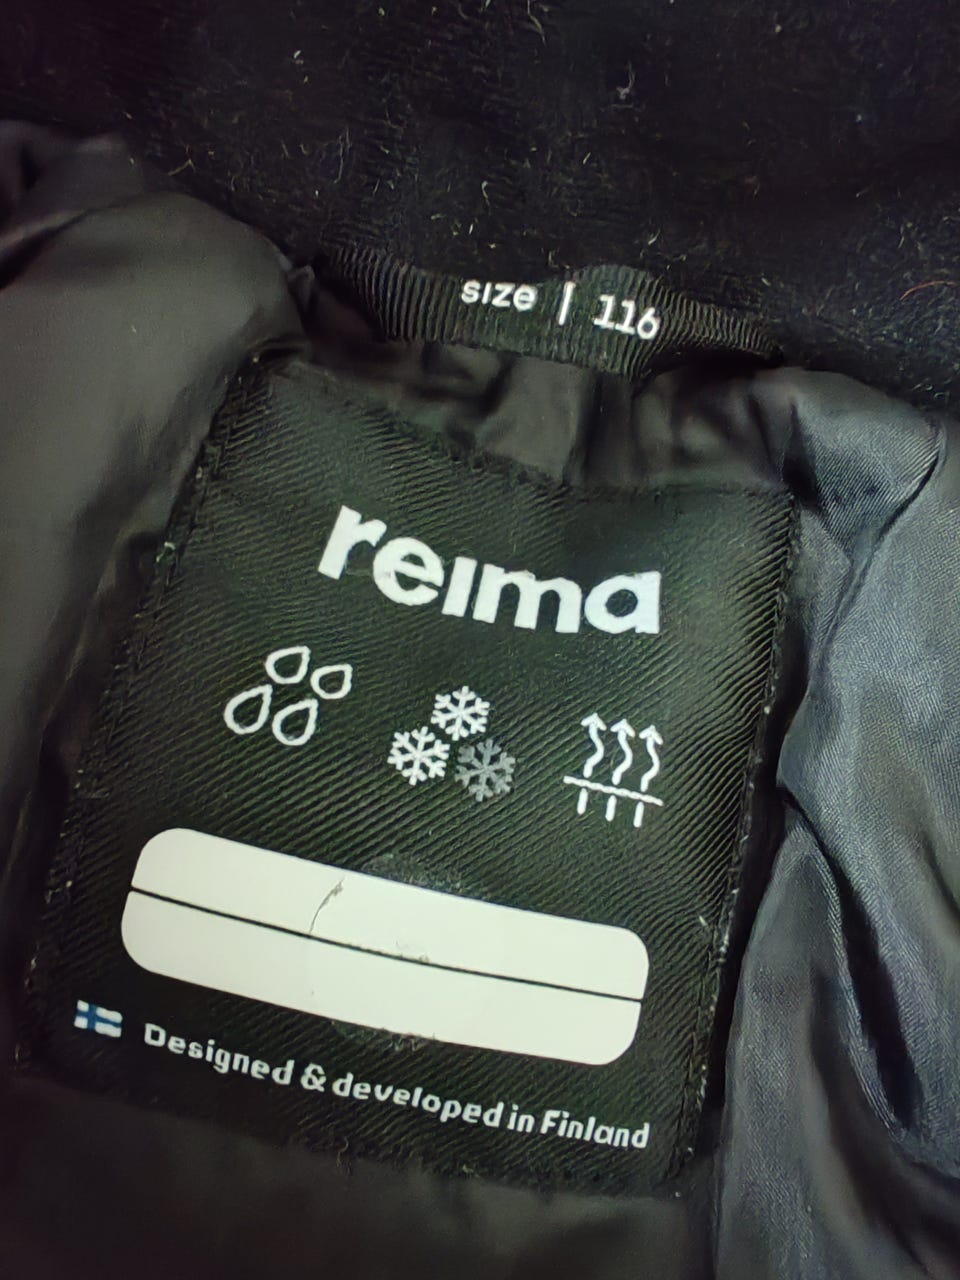 size | 116
reima
Designed & developed in Finland